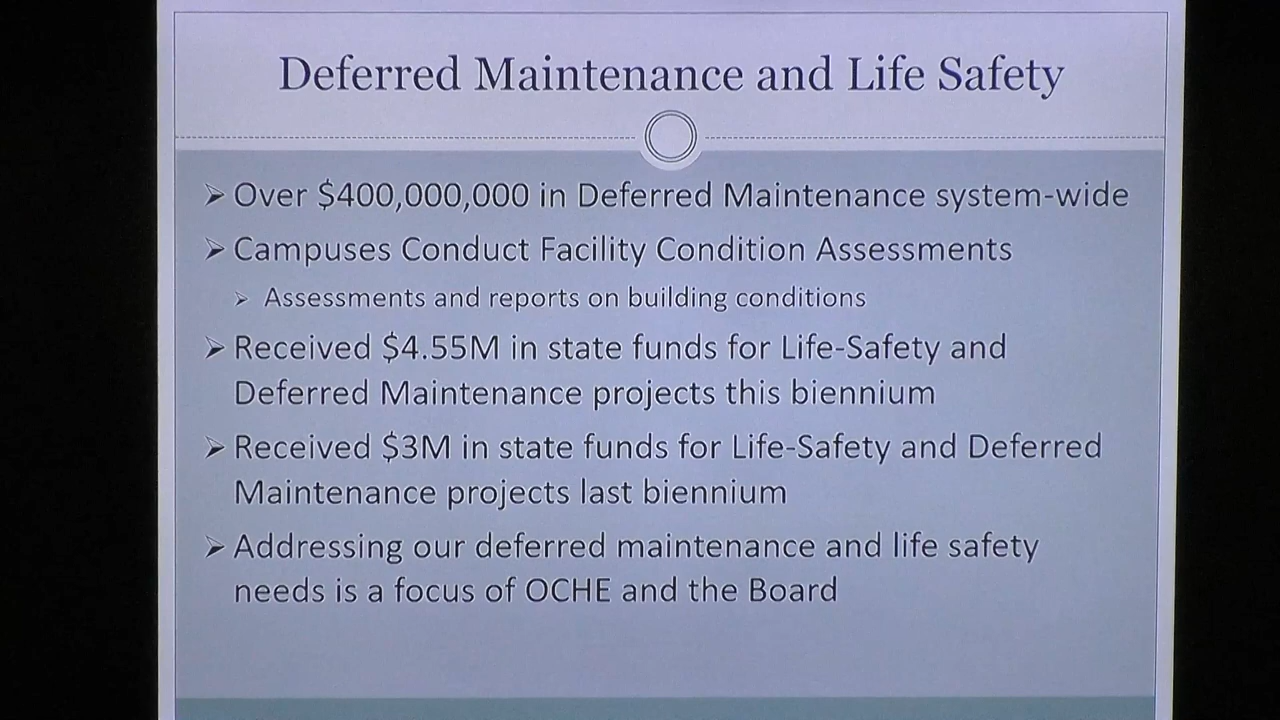 Deferred Maintenance and Life Safety
Over $400,000,000 in Deferred Maintenance system-wide
Campuses Conduct Facility Condition Assessments
Assessments and reports on building conditions
Received $4.55M in state funds for Life-Safety and
Deferred Maintenance projects this biennium
Received $3M in state funds for Life-Safety and Deferred
Maintenance projects last biennium
Addressing our deferred maintenance and life safety
needs is a focus of OCHE and the Board